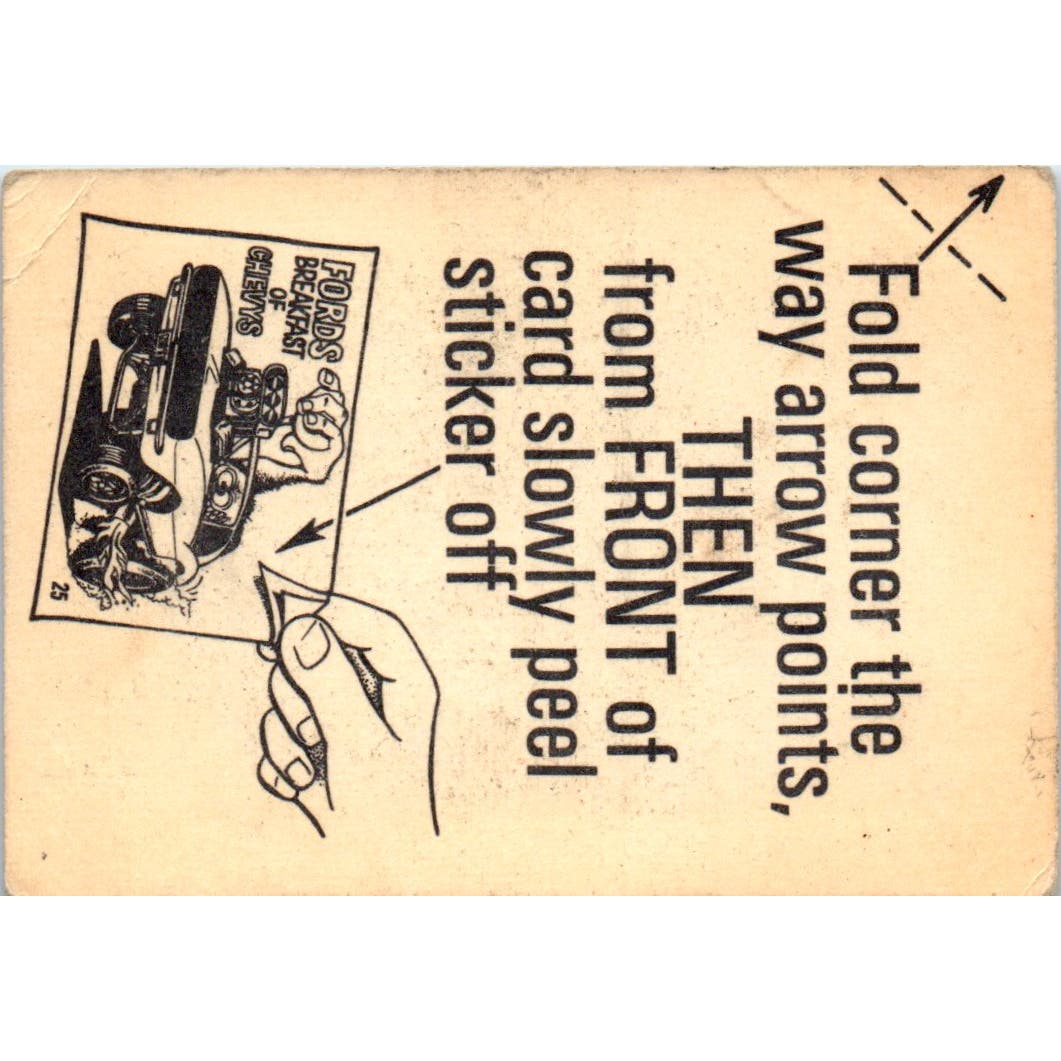 Fold corner the
way arrow points,
THEN
from FRONT of
card slowly peel
sticker off
FORDS
BREAKFAST
OF
CHEVYS
25